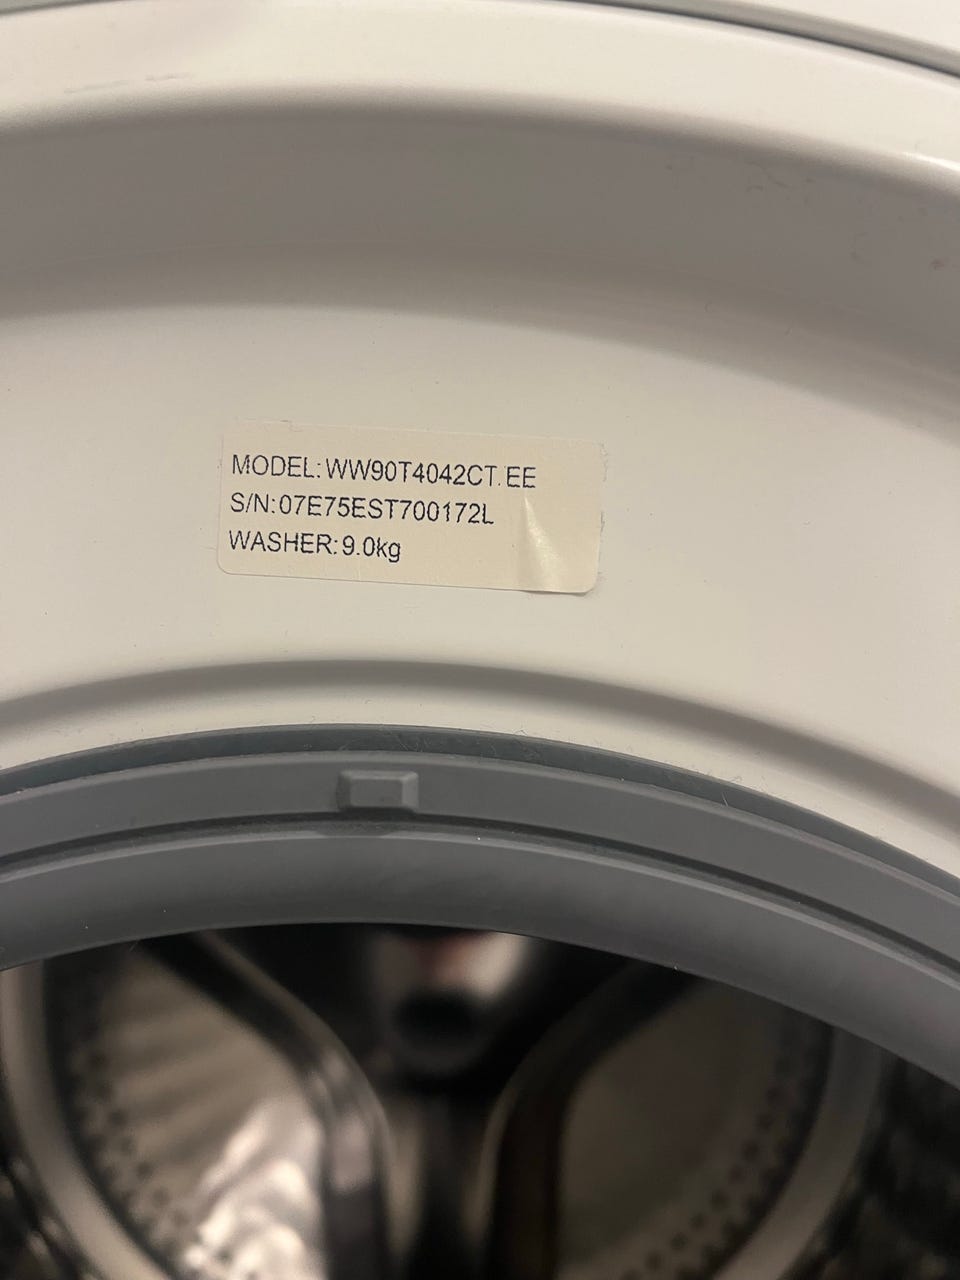 MODEL: WW90T4042CT. EE
S/N: 07E75EST700172L
WASHER: 9.0kg